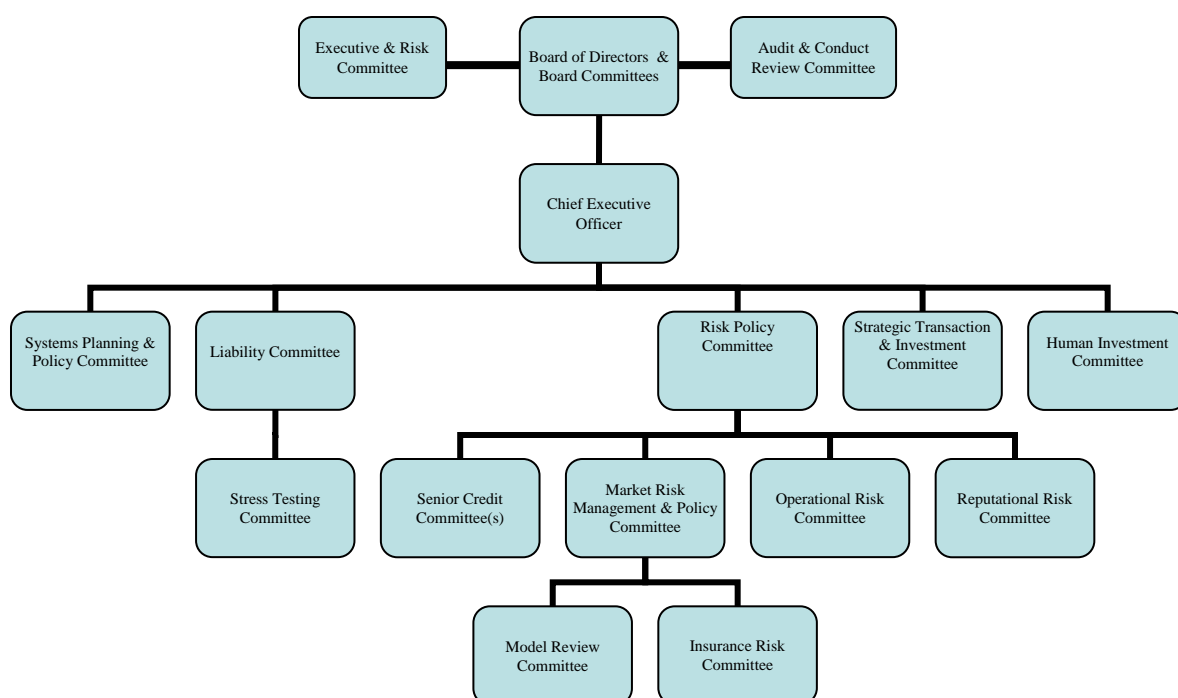 Executive & Risk
Committee
Board of Directors &
Board Committees
Audit & Conduct
Review Committee
Chief Executive
Officer
Systems Planning &
Policy Committee
Liability Committee
Risk Policy
Committee
Strategic Transaction
& Investment
Committee
Human Investment
Committee
Stress Testing
Committee
Senior Credit
Committee(s)
Market Risk
Management & Policy
Committee
Operational Risk
Committee
Reputational Risk
Committee
Model Review
Committee
Insurance Risk
Committee